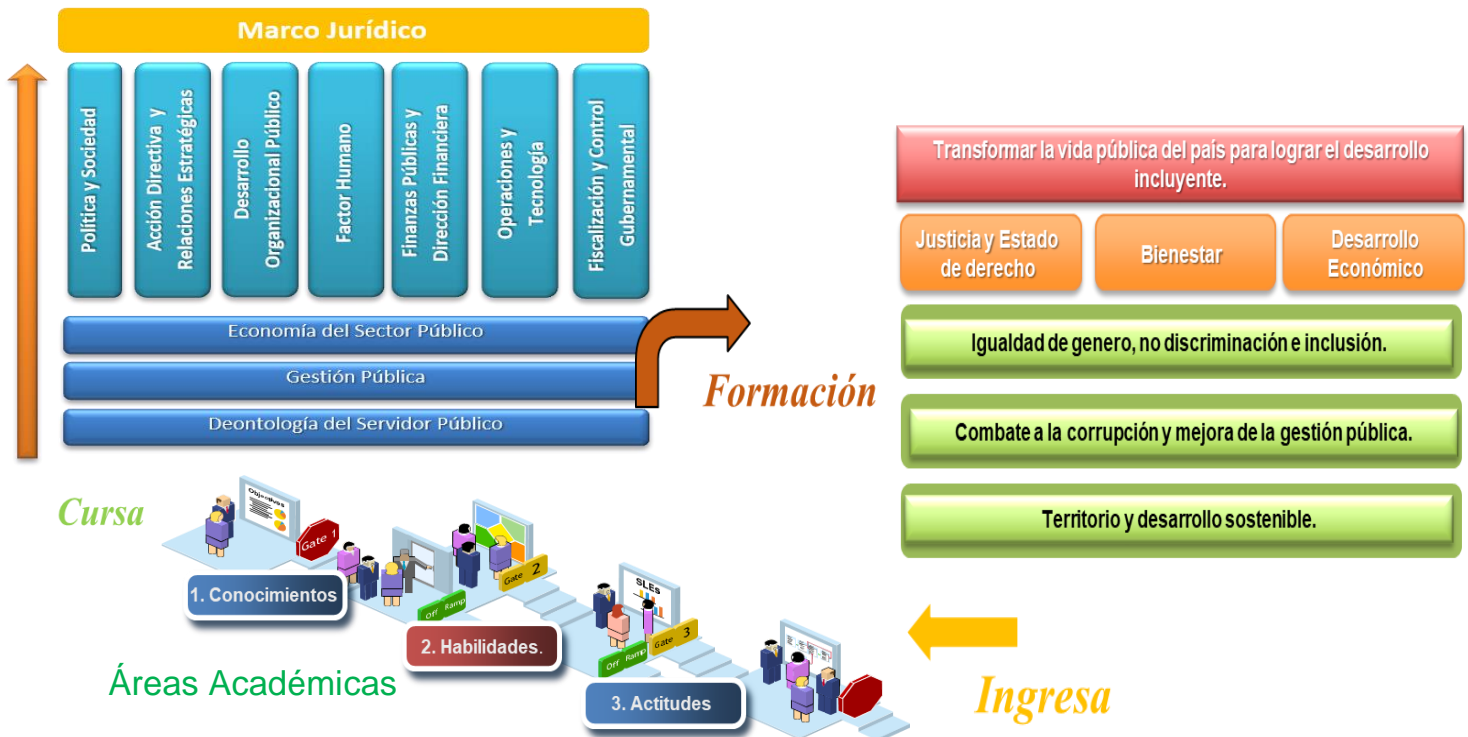 Marco Jurídico
Política y Sociedad
Acción Directiva y
Relaciones Estratégicas
Desarrollo
Organizacional Público
Factor Humano
Finanzas Públicas y
Dirección Financiera
Operaciones y
Tecnología
Fiscalización y Control
Gubernamental
Economía del Sector Público
Gestión Pública
Deontología del Servidor Público
Formación
Transformar la vida pública del país para lograr el desarrollo
incluyente.
Justicia y Estado
de derecho
Bienestar
Desarrollo
Económico
Igualdad de genero, no discriminación e inclusión.
Combate a la corrupción y mejora de la gestión pública.
Territorio y desarrollo sostenible.
Cursa
Objectives
Gate 1
1. Conocimientos
Off Ramp
Gate 2
2. Habilidades.
SLEs
Off Ramp
Gate 3
3. Actitudes
Áreas Académicas
Ingresa